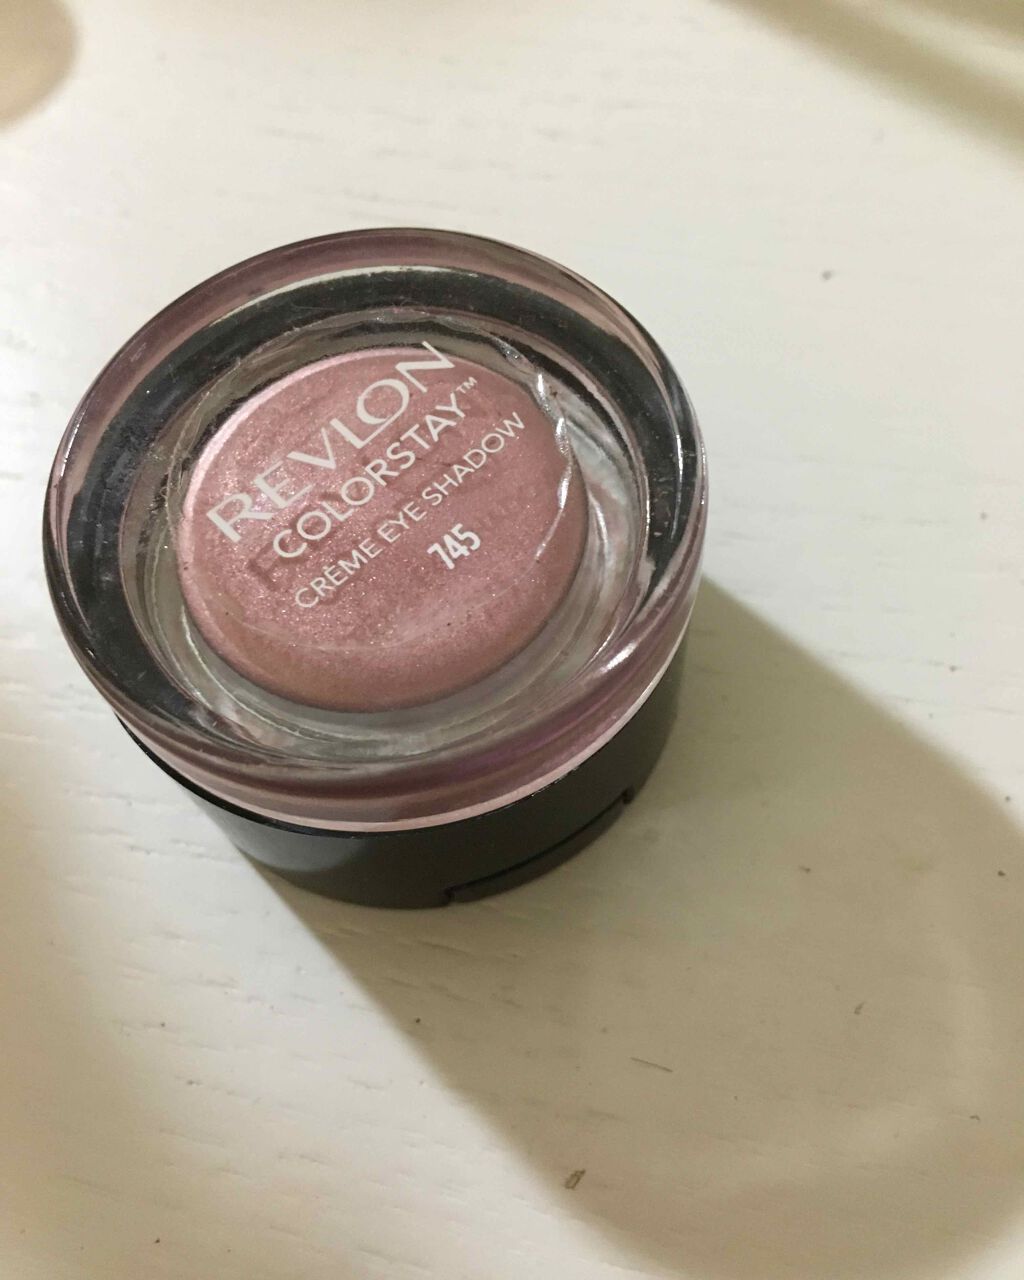 REVLON
COLORSTAY™
CRÈME EYE SHADOW
745